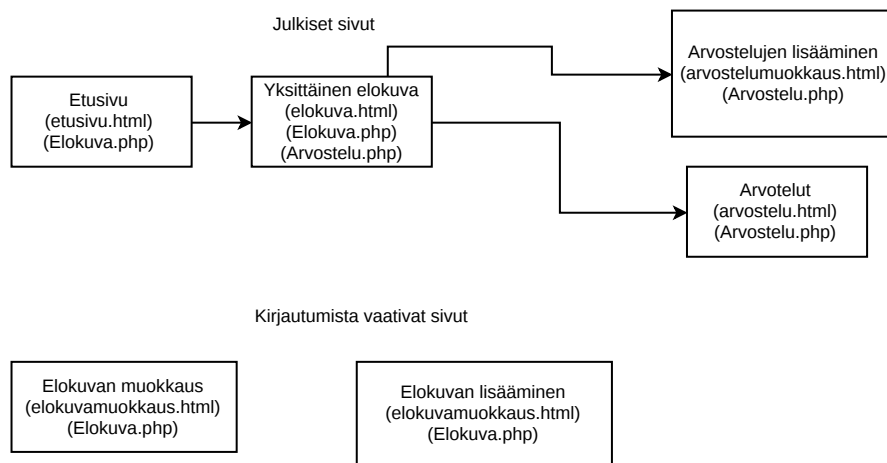 Julkiset sivut
Etusivu
(etusivu.html)
(Elokuva.php)
Yksittäinen elokuva
(elokuva.html)
(Elokuva.php)
(Arvostelu.php)
Arvostelujen lisääminen
(arvostelumuokkaus.html)
(Arvostelu.php)
Arvotelut
(arvostelu.html)
(Arvostelu.php)
Kirjautumista vaativat sivut
Elokuvan muokkaus
(elokuvamuokkaus.html)
(Elokuva.php)
Elokuvan lisääminen
(elokuvamuokkaus.html)
(Elokuva.php)